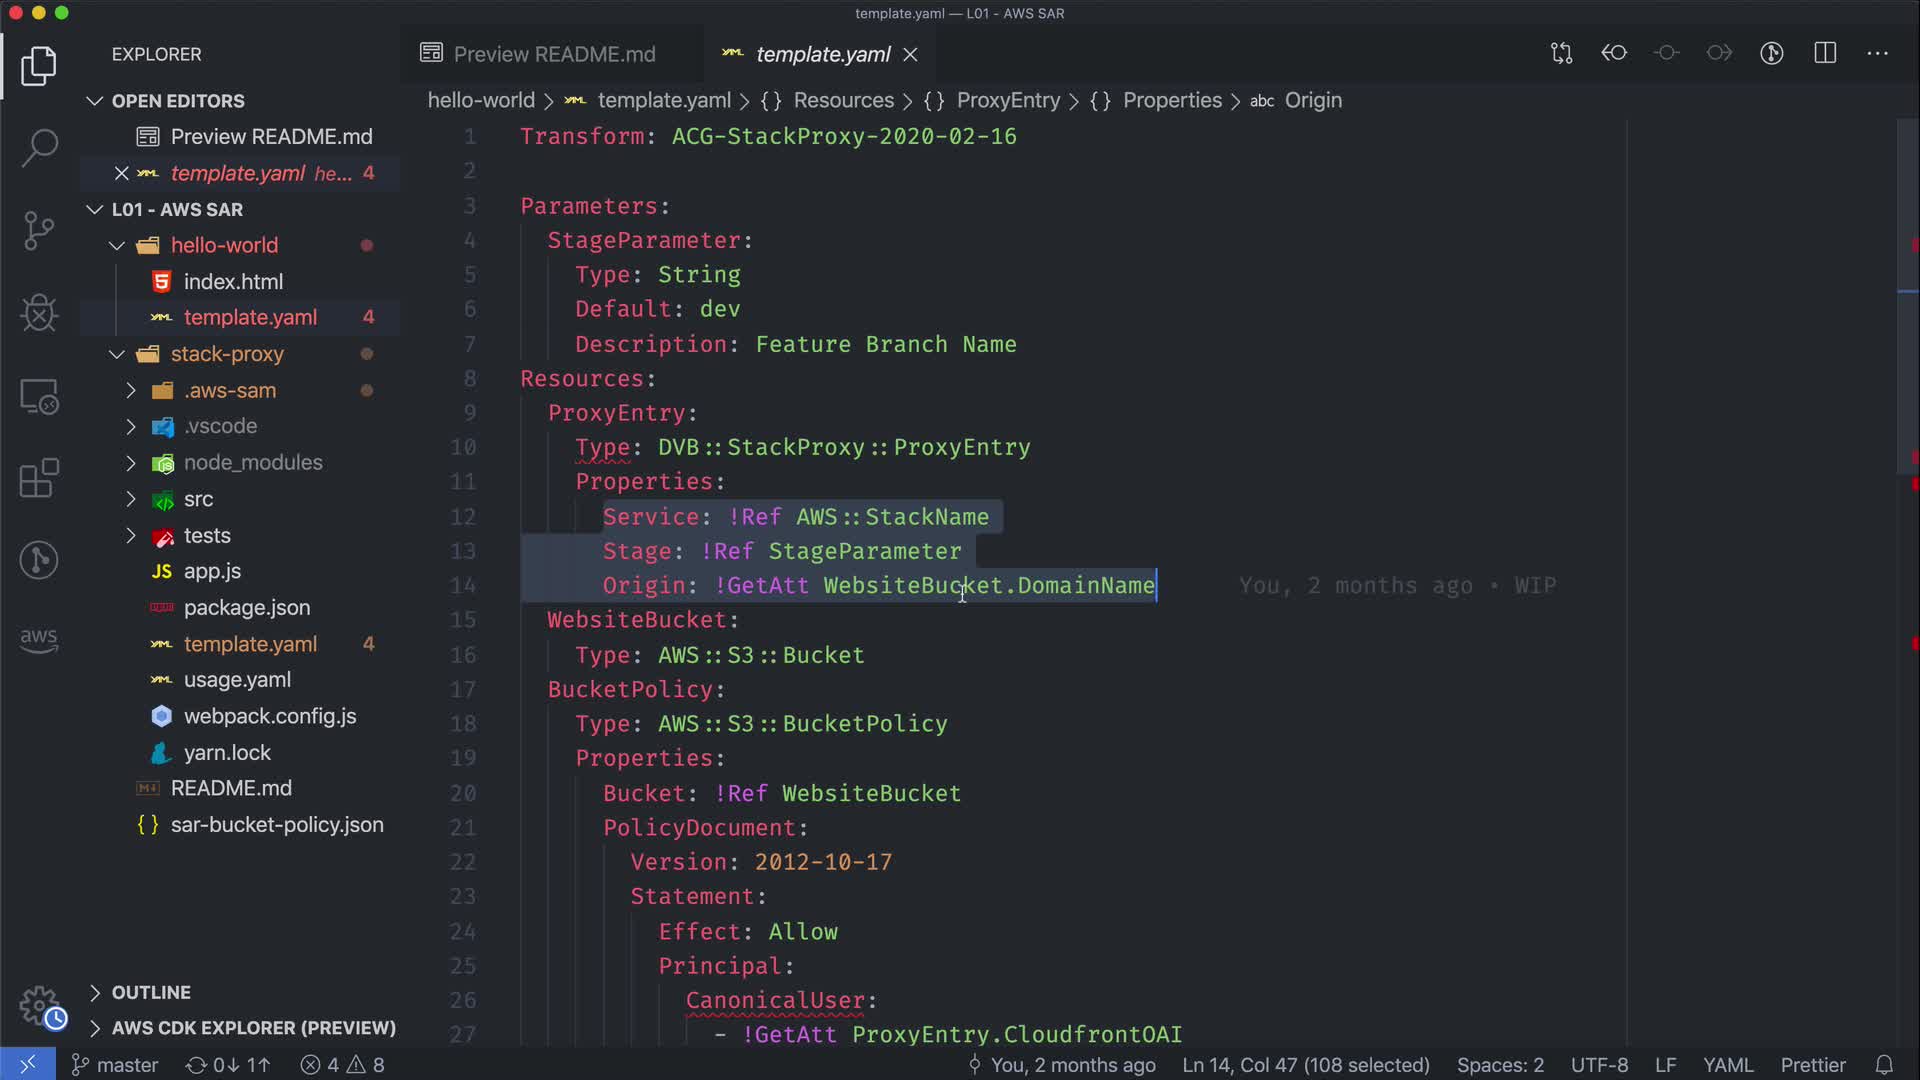 template.yaml — L01 - AWS SAR
EXPLORER
OPEN EDITORS
Preview README.md
template.yaml he... 4
L01 - AWS SAR
hello-world
index.html
template.yaml 4
stack-proxy
.aws-sam
.vscode
node_modules
src
tests
JS app.js
package.json
template.yaml 4
usage.yaml
webpack.config.js
yarn.lock
README.md
{ } sar-bucket-policy.json
OUTLINE
AWS CDK EXPLORER (PREVIEW)
aws
Preview README.md
template.yaml
hello-world > template.yaml > {} Resources > {} ProxyEntry > {} Properties > abc Origin
1 Transform: ACG-StackProxy-2020-02-16
2
3 Parameters:
4 StageParameter:
5 Type: String
6 Default: dev
7 Description: Feature Branch Name
8 Resources:
9 ProxyEntry:
10 Type: DVB::StackProxy::ProxyEntry
11 Properties:
12 Service: !Ref AWS::StackName
13 Stage: !Ref StageParameter
14 Origin: !GetAtt WebsiteBucket.DomainName You, 2 months ago • WIP
15 WebsiteBucket:
16 Type: AWS::S3::Bucket
17 BucketPolicy:
18 Type: AWS::S3::BucketPolicy
19 Properties:
20 Bucket: !Ref WebsiteBucket
21 PolicyDocument:
22 Version: 2012-10-17
23 Statement:
24 Effect: Allow
25 Principal:
26 CanonicalUser:
27 - !GetAtt ProxyEntry.CloudfrontOAI
master 0↓ 1↑ 4 8 You, 2 months ago Ln 14, Col 47 (108 selected) Spaces: 2 UTF-8 LF YAML Prettier